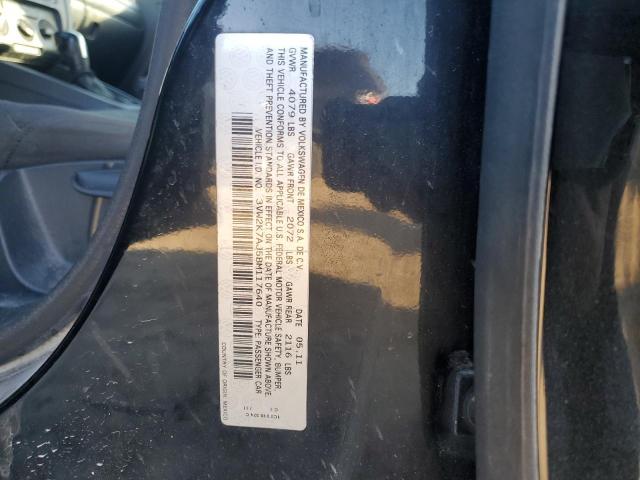 MANUFACTURED BY VOLKSWAGEN DE MEXICO S.A. DE C.V. DATE 05.11
GVWR 4079 LBS GAWR FRONT 2072 LBS GAWR REAR 2116 LBS
THIS VEHICLE CONFORMS TO ALL APPLICABLE U.S. FEDERAL MOTOR VEHICLE SAFETY, BUMPER
AND THEFT PREVENTION STANDARDS IN EFFECT ON THE DATE OF MANUFACTURE SHOWN ABOVE.
VEHICLE I.D. NO. 3VW2K7AJ5BM117640 TYPE: PASSENGER CAR
COUNTRY OF ORIGIN: MEXICO